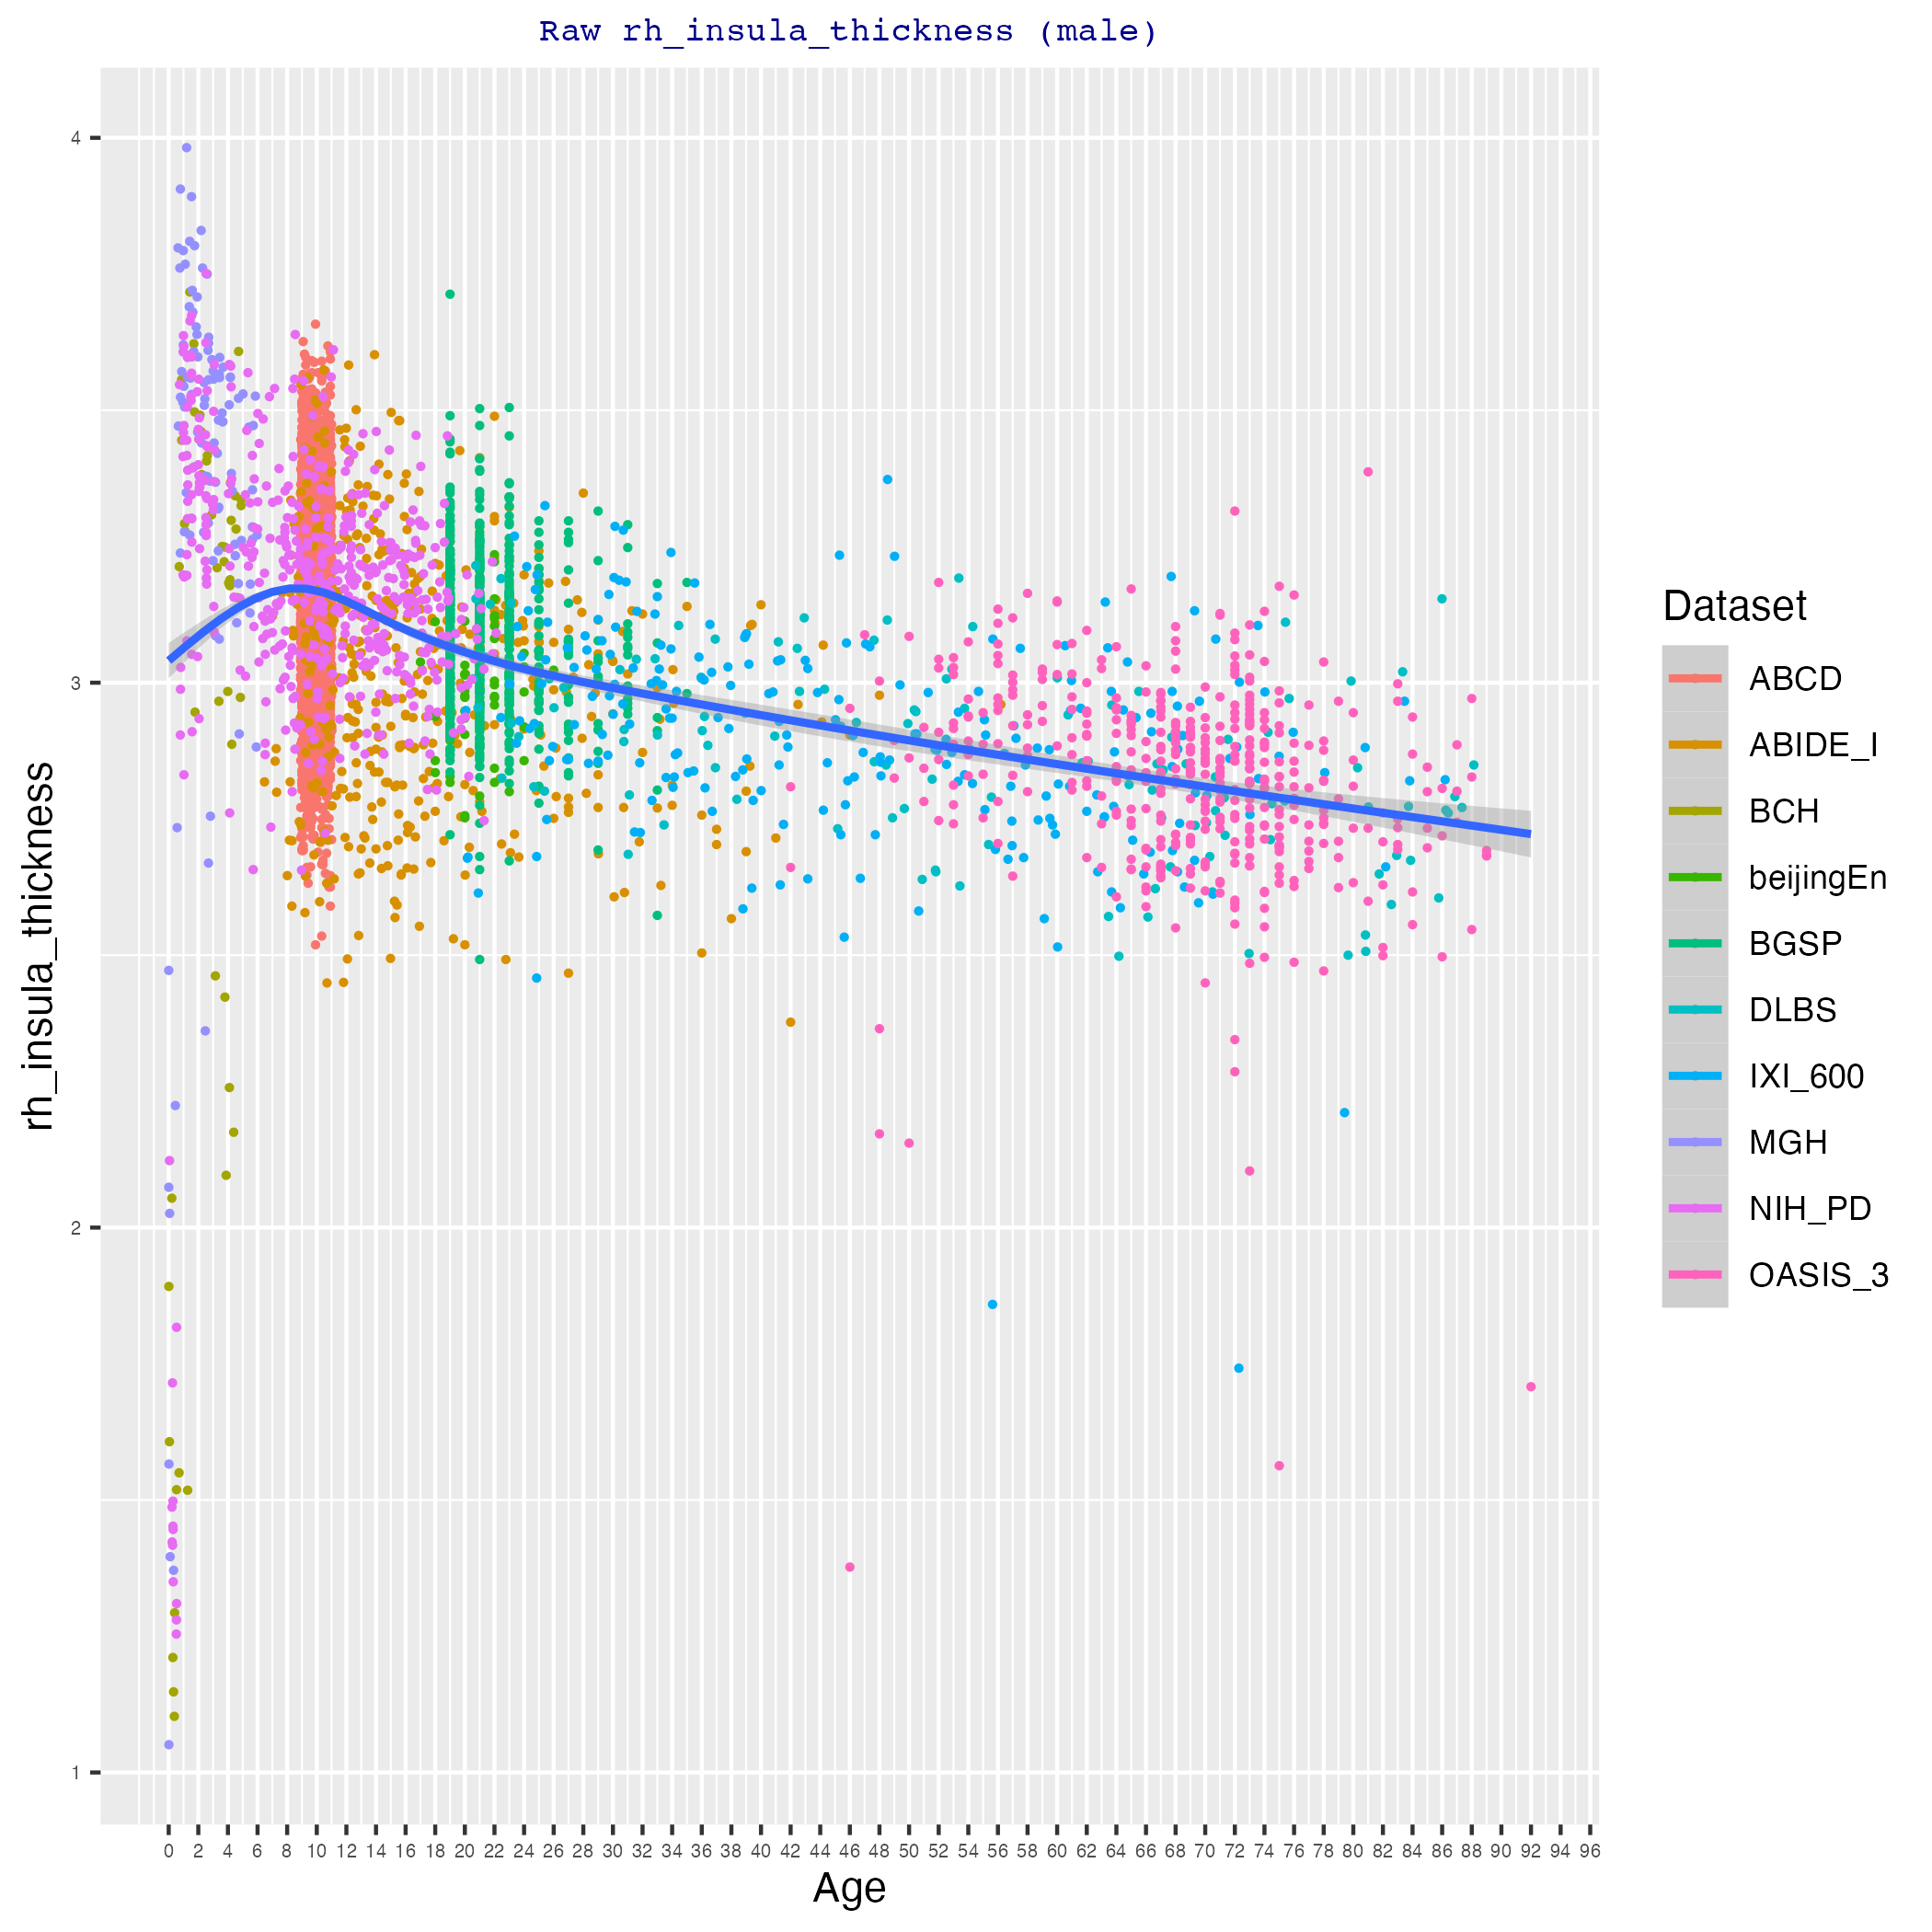 Raw rh_insula_thickness (male)
4
3
2
1
rh_insula_thickness
0 2 4 6 8 10 12 14 16 18 20 22 24 26 28 30 32 34 36 38 40 42 44 46 48 50 52 54 56 58 60 62 64 66 68 70 72 74 76 78 80 82 84 86 88 90 92 94 96
Age
Dataset
ABCD
ABIDE_I
BCH
beijingEn
BGSP
DLBS
IXI_600
MGH
NIH_PD
OASIS_3